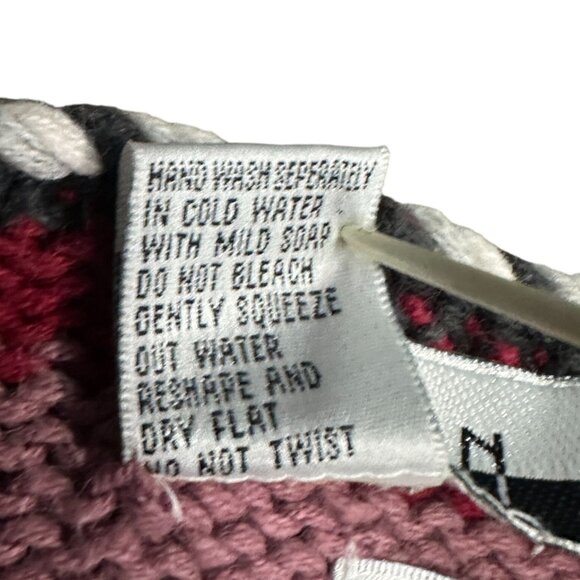 HAND WASH SEPERATELY
IN COLD WATER
WITH MILD SOAP
DO NOT BLEACH
GENTLY SQUEEZE
OUT WATER
RESHAPE AND
DRY FLAT
DO NOT TWIST
N